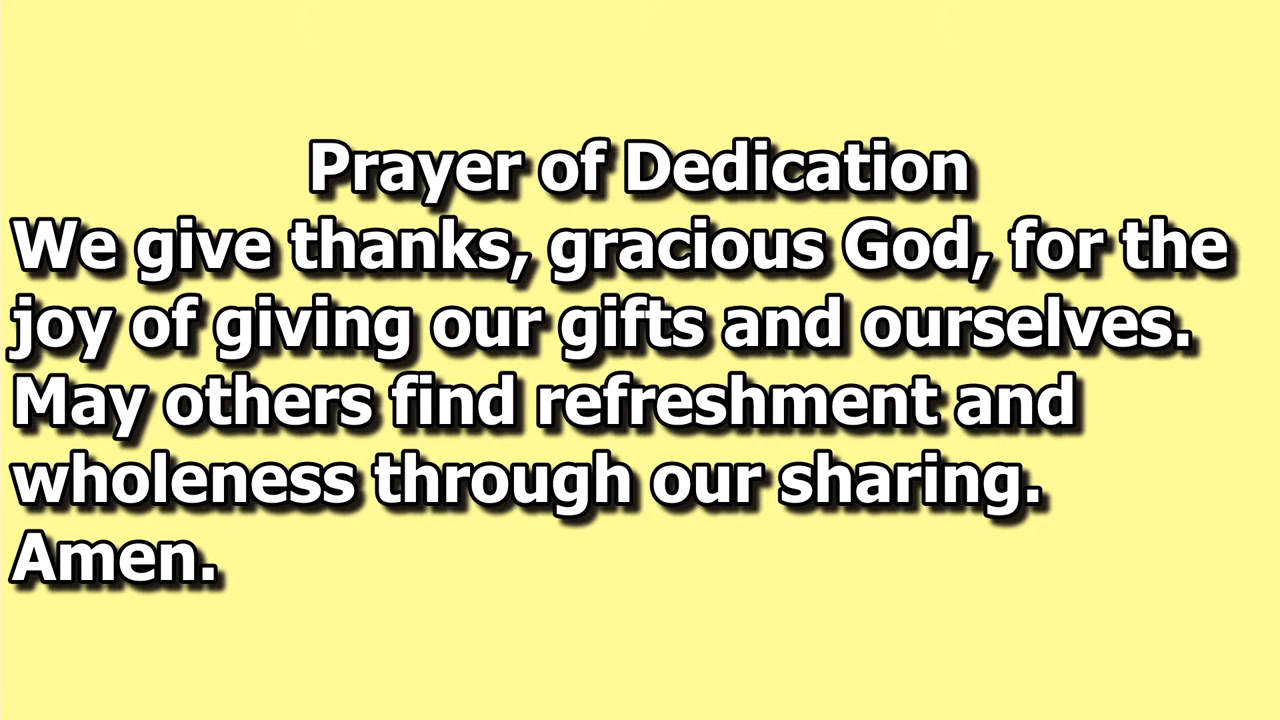 Prayer of Dedication
We give thanks, gracious God, for the
joy of giving our gifts and ourselves.
May others find refreshment and
wholeness through our sharing.
Amen.